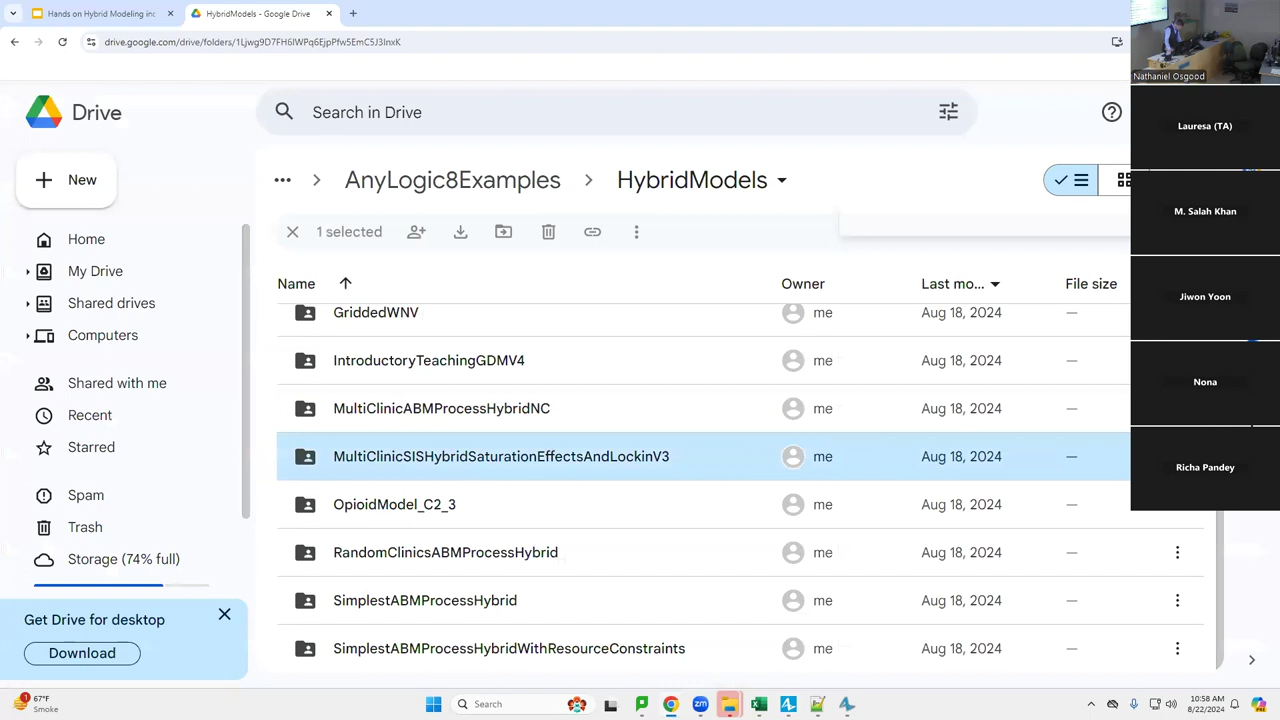 Hands on Hybrid Modeling inc
HybridModels - Google Drive
drive.google.com/drive/folders/1Ljwg9D7FH6IWPq6EjpPfw5EmC5J3InxK
Drive
Search in Drive
New
AnyLogic8Examples
HybridModels
1 selected
Home
My Drive
Shared drives
Computers
Shared with me
Recent
Starred
Spam
Trash
Storage (74% full)
Get Drive for desktop
Download
Name
Owner
Last mo...
File size
GriddedWNV
me
Aug 18, 2024
—
IntroductoryTeachingGDMV4
me
Aug 18, 2024
—
MultiClinicABMProcessHybridNC
me
Aug 18, 2024
—
MultiClinicSISHybridSaturationEffectsAndLockinV3
me
Aug 18, 2024
—
OpioidModel_C2_3
me
Aug 18, 2024
—
RandomClinicsABMProcessHybrid
me
Aug 18, 2024
—
SimplestABMProcessHybrid
me
Aug 18, 2024
—
SimplestABMProcessHybridWithResourceConstraints
me
Aug 18, 2024
—
Nathaniel Osgood
Lauresa (TA)
M. Salah Khan
Jiwon Yoon
Nona
Richa Pandey
1
67°F
Smoke
Search
zm
10:58 AM
8/22/2024